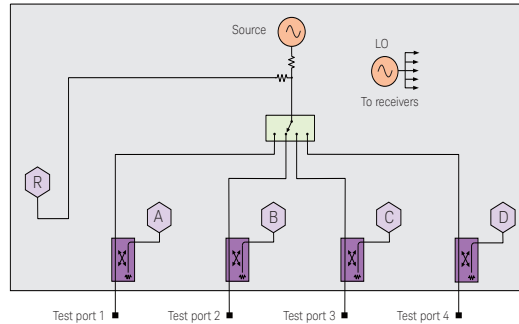 Source
LO
To receivers
R
A
B
C
D
Test port 1
Test port 2
Test port 3
Test port 4